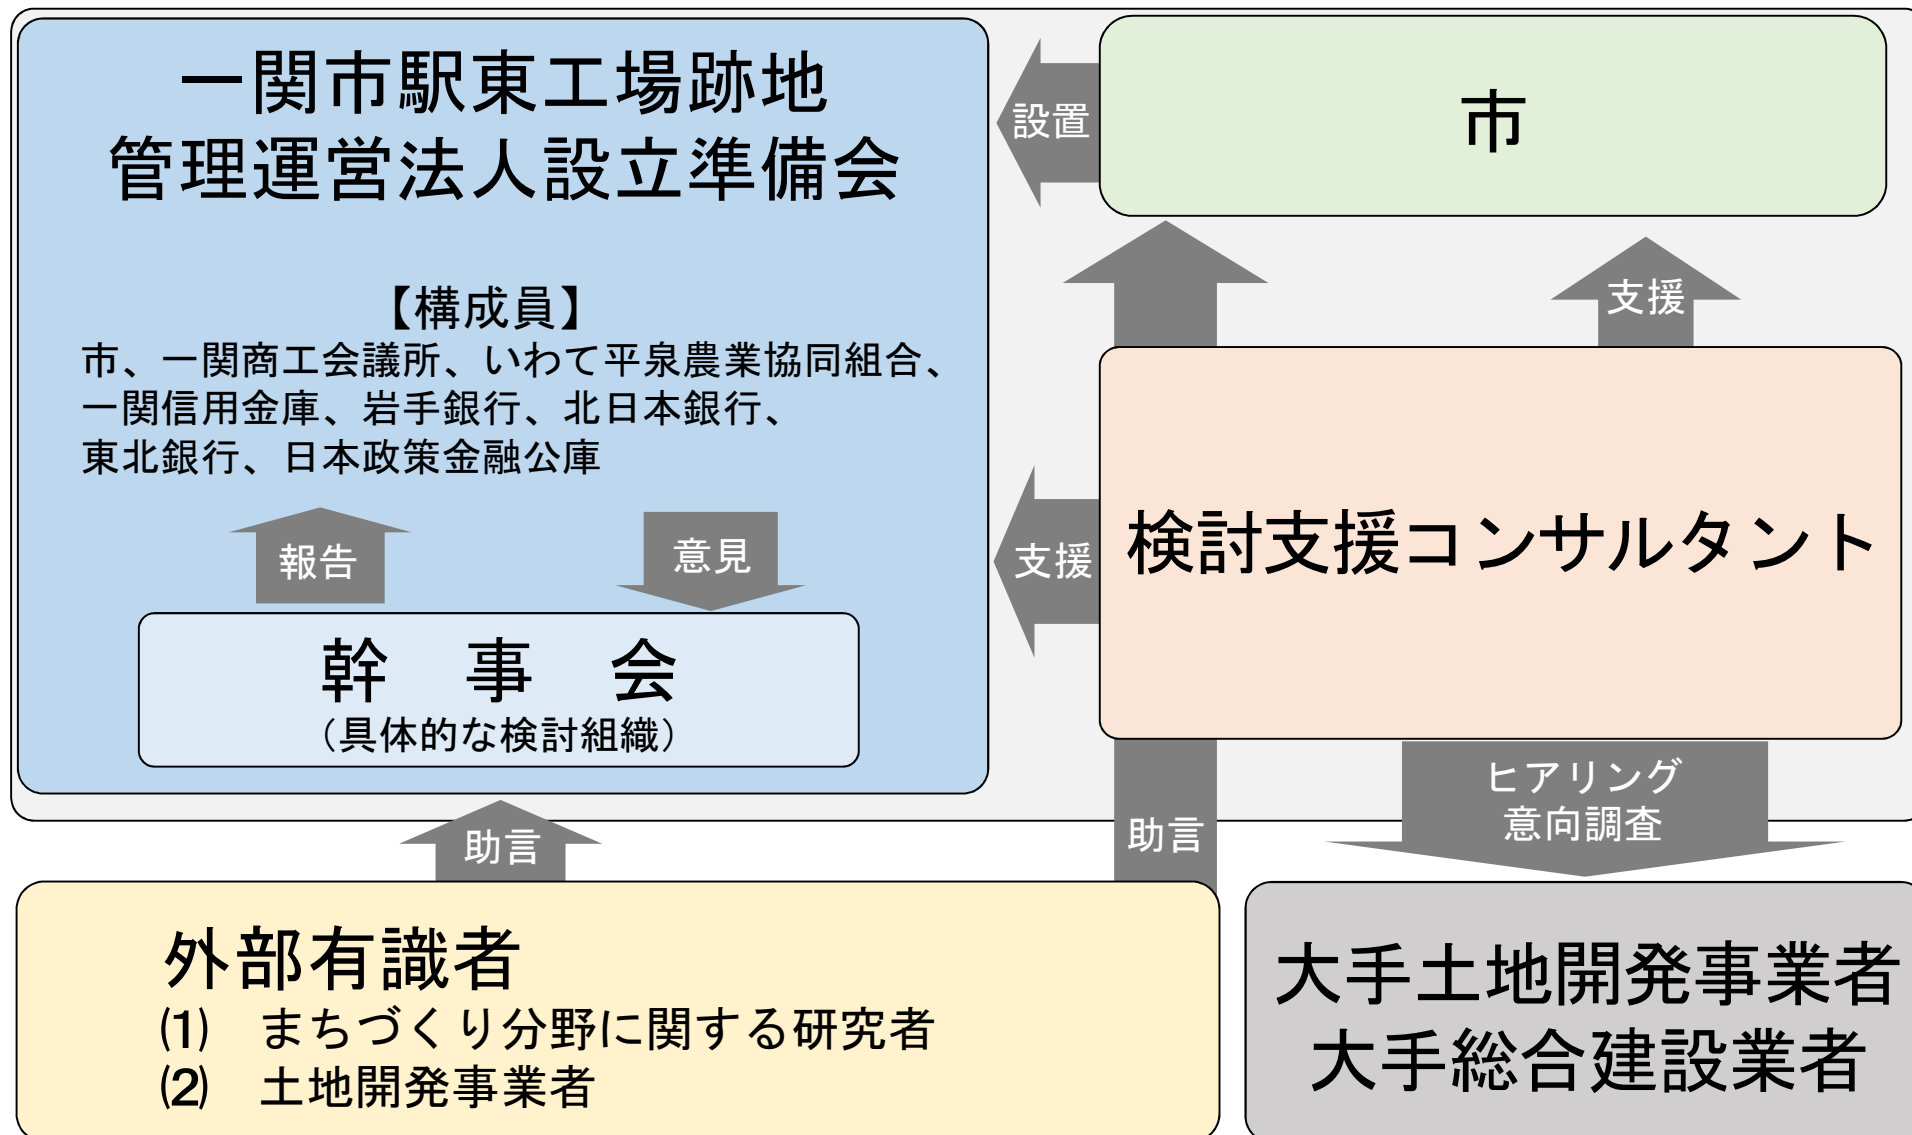 一関市駅東工場跡地
管理運営法人設立準備会
【構成員】
市、一関商工会議所、いわて平泉農業協同組合、
一関信用金庫、岩手銀行、北日本銀行、
東北銀行、日本政策金融公庫
報告
意見
幹　事　会
（具体的な検討組織）
設置
市
支援
支援
検討支援コンサルタント
助言
助言
ヒアリング
意向調査
外部有識者
⑴　まちづくり分野に関する研究者
⑵　土地開発事業者
大手土地開発事業者
大手総合建設業者